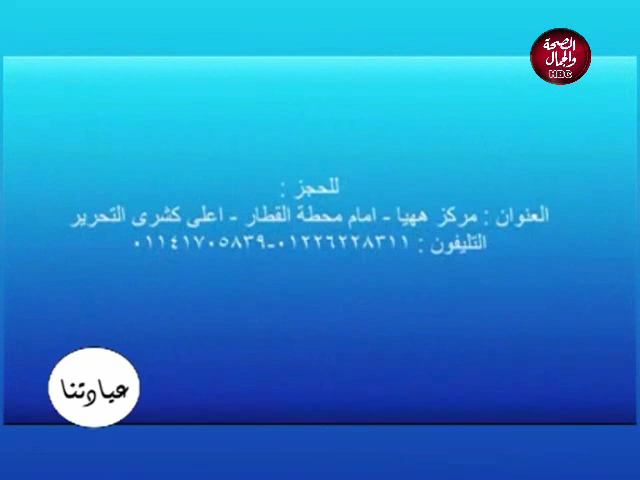 الصحة
والجمال
HBC
للحجز :
العنوان : مركز ههيا - امام محطة القطار - اعلى كشرى التحرير
التليفون : ٠١٢٢٦٢٢٨٣١١-٠١١٤١٧٠٥٨٣٩
عيادتنا